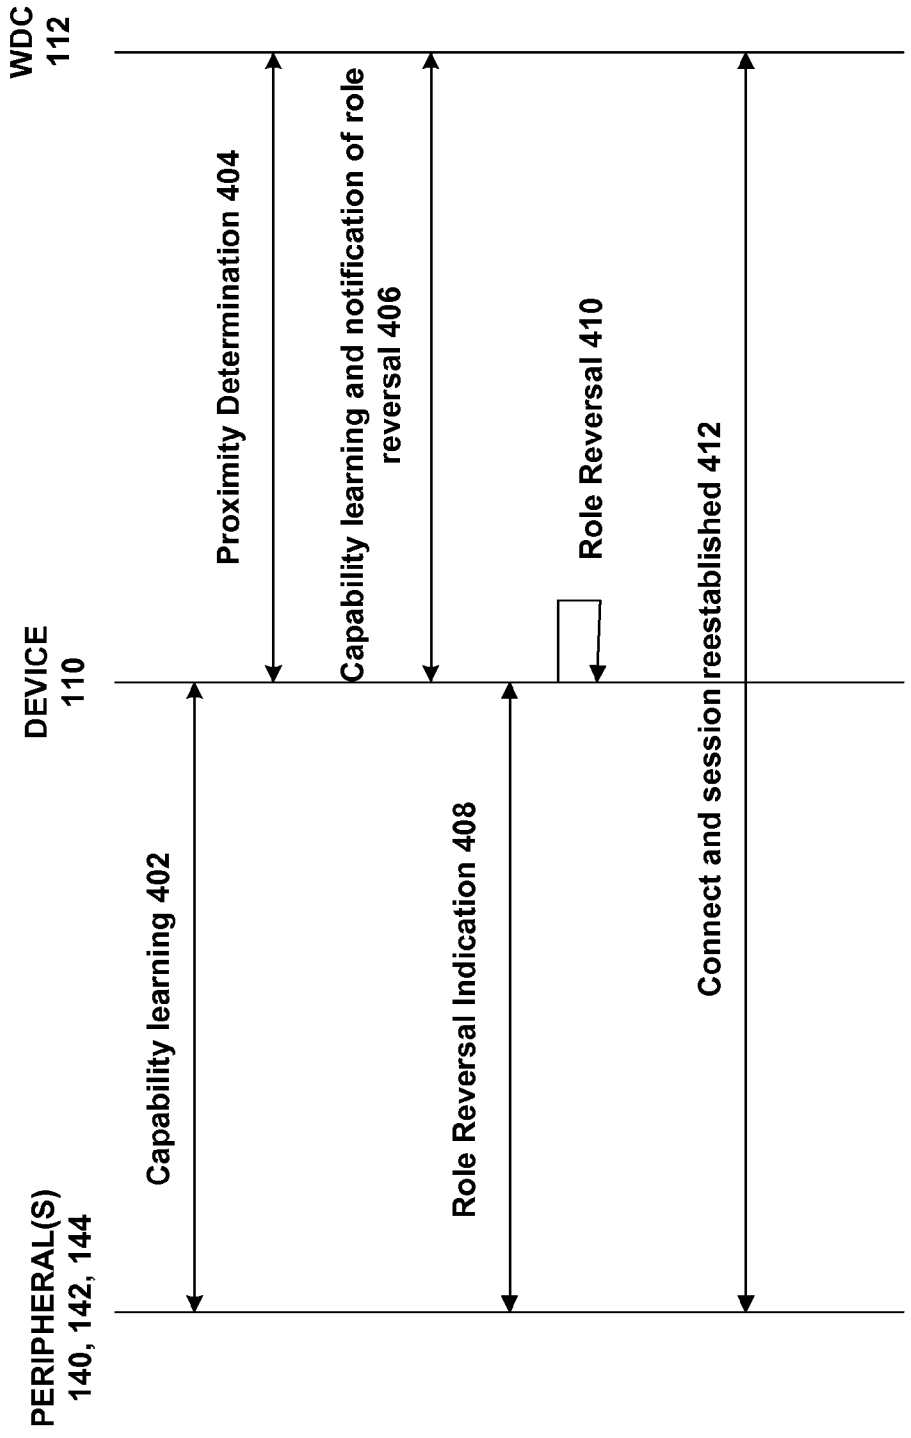 PERIPHERAL(S)
140, 142, 144
DEVICE
110
WDC
112
Capability learning 402
Proximity Determination 404
Capability learning and notification of role
reversal 406
Role Reversal Indication 408
Role Reversal 410
Connect and session reestablished 412